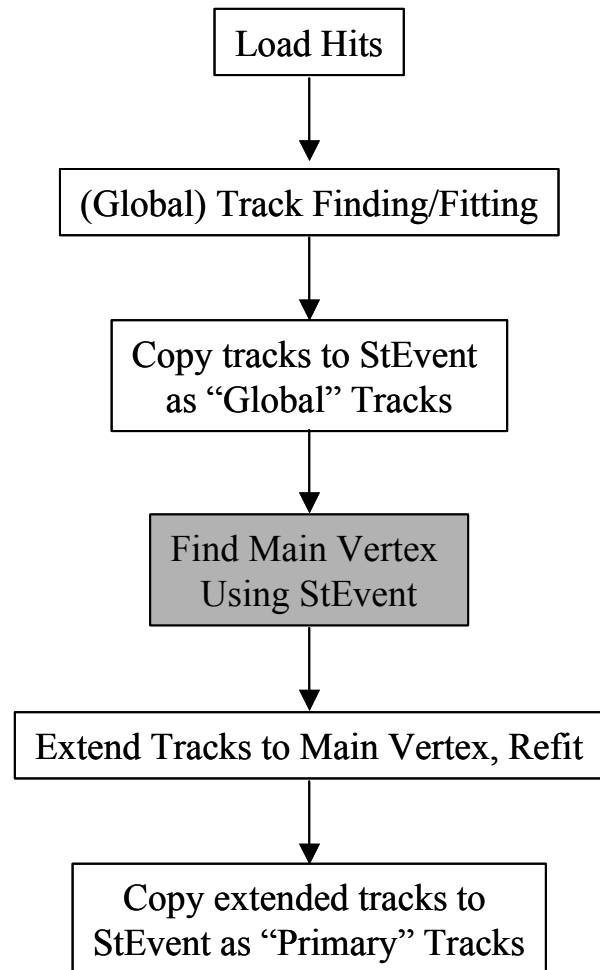 Load Hits
(Global) Track Finding/Fitting
Copy tracks to StEvent
as “Global” Tracks
Find Main Vertex
Using StEvent
Extend Tracks to Main Vertex, Refit
Copy extended tracks to
StEvent as “Primary” Tracks